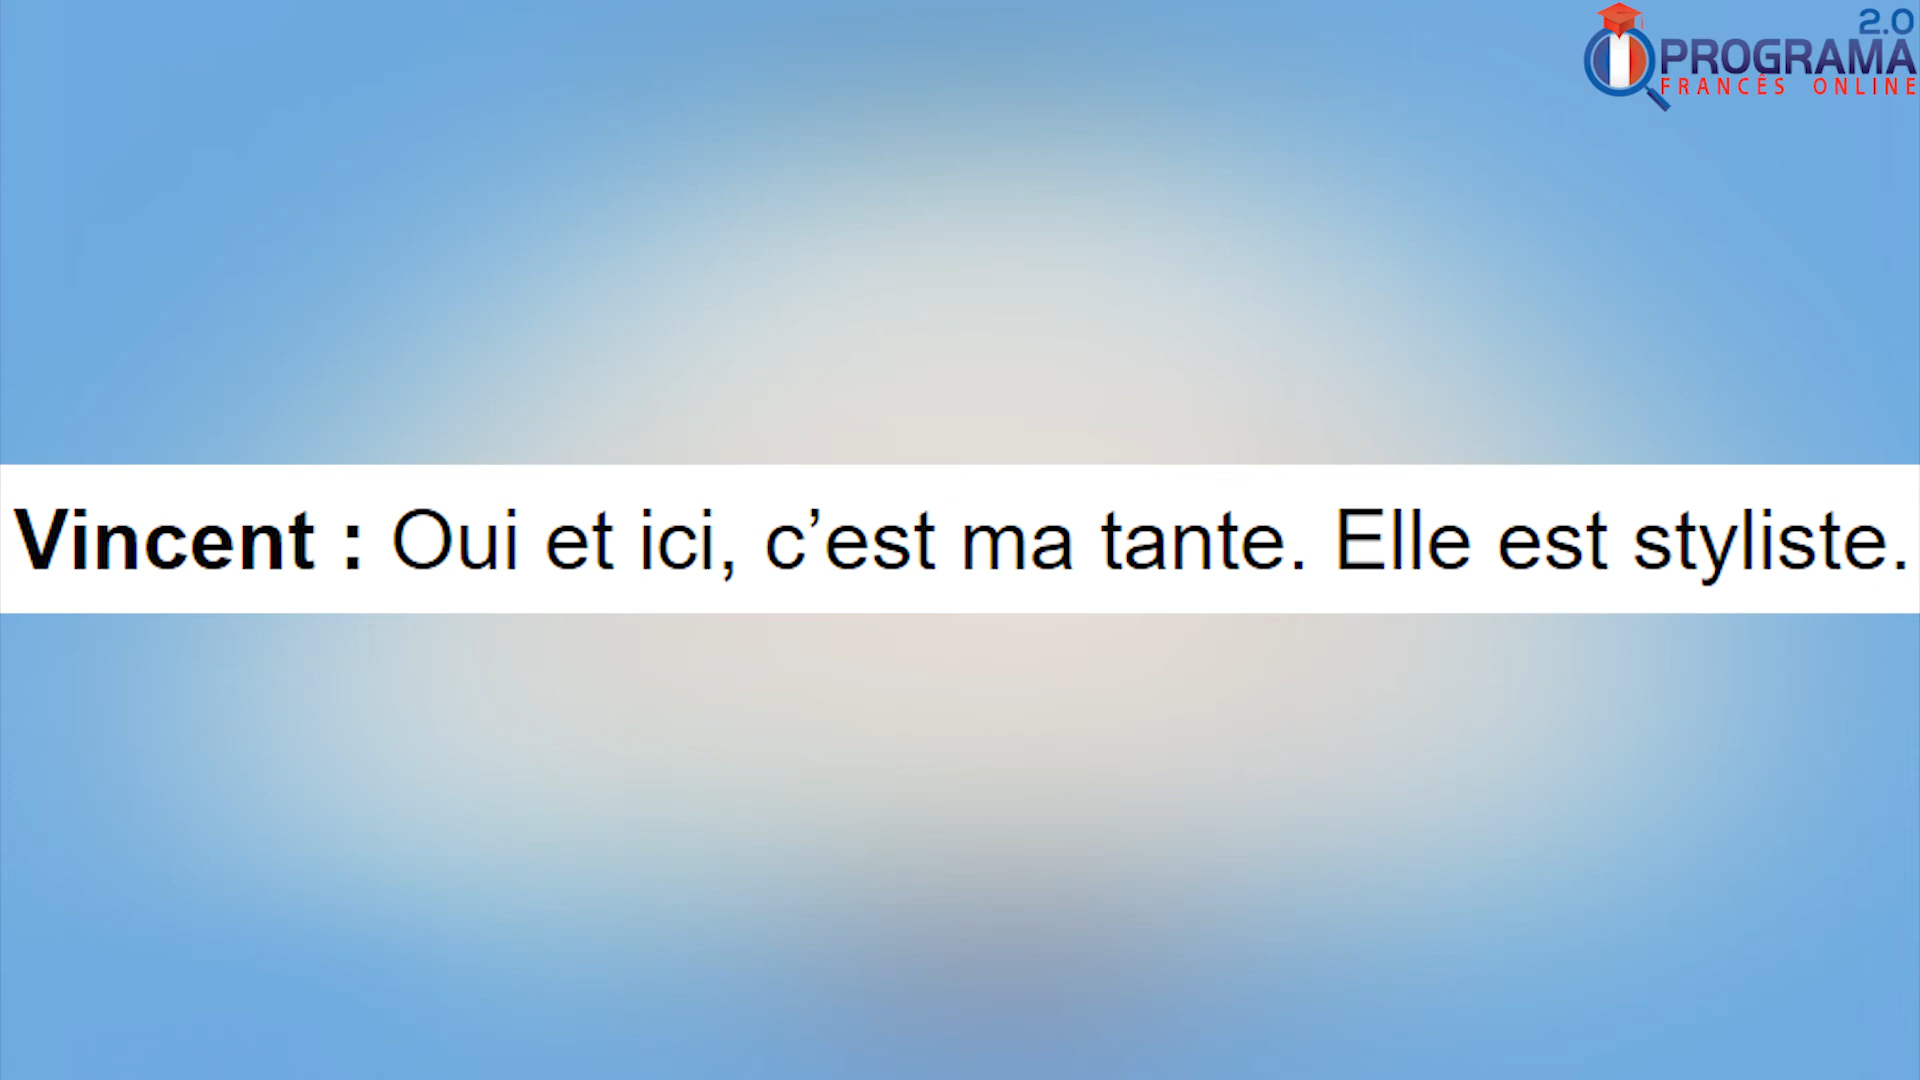 2.0
PROGRAMA
FRANCÊS ONLINE
Vincent : Oui et ici, c’est ma tante. Elle est styliste.